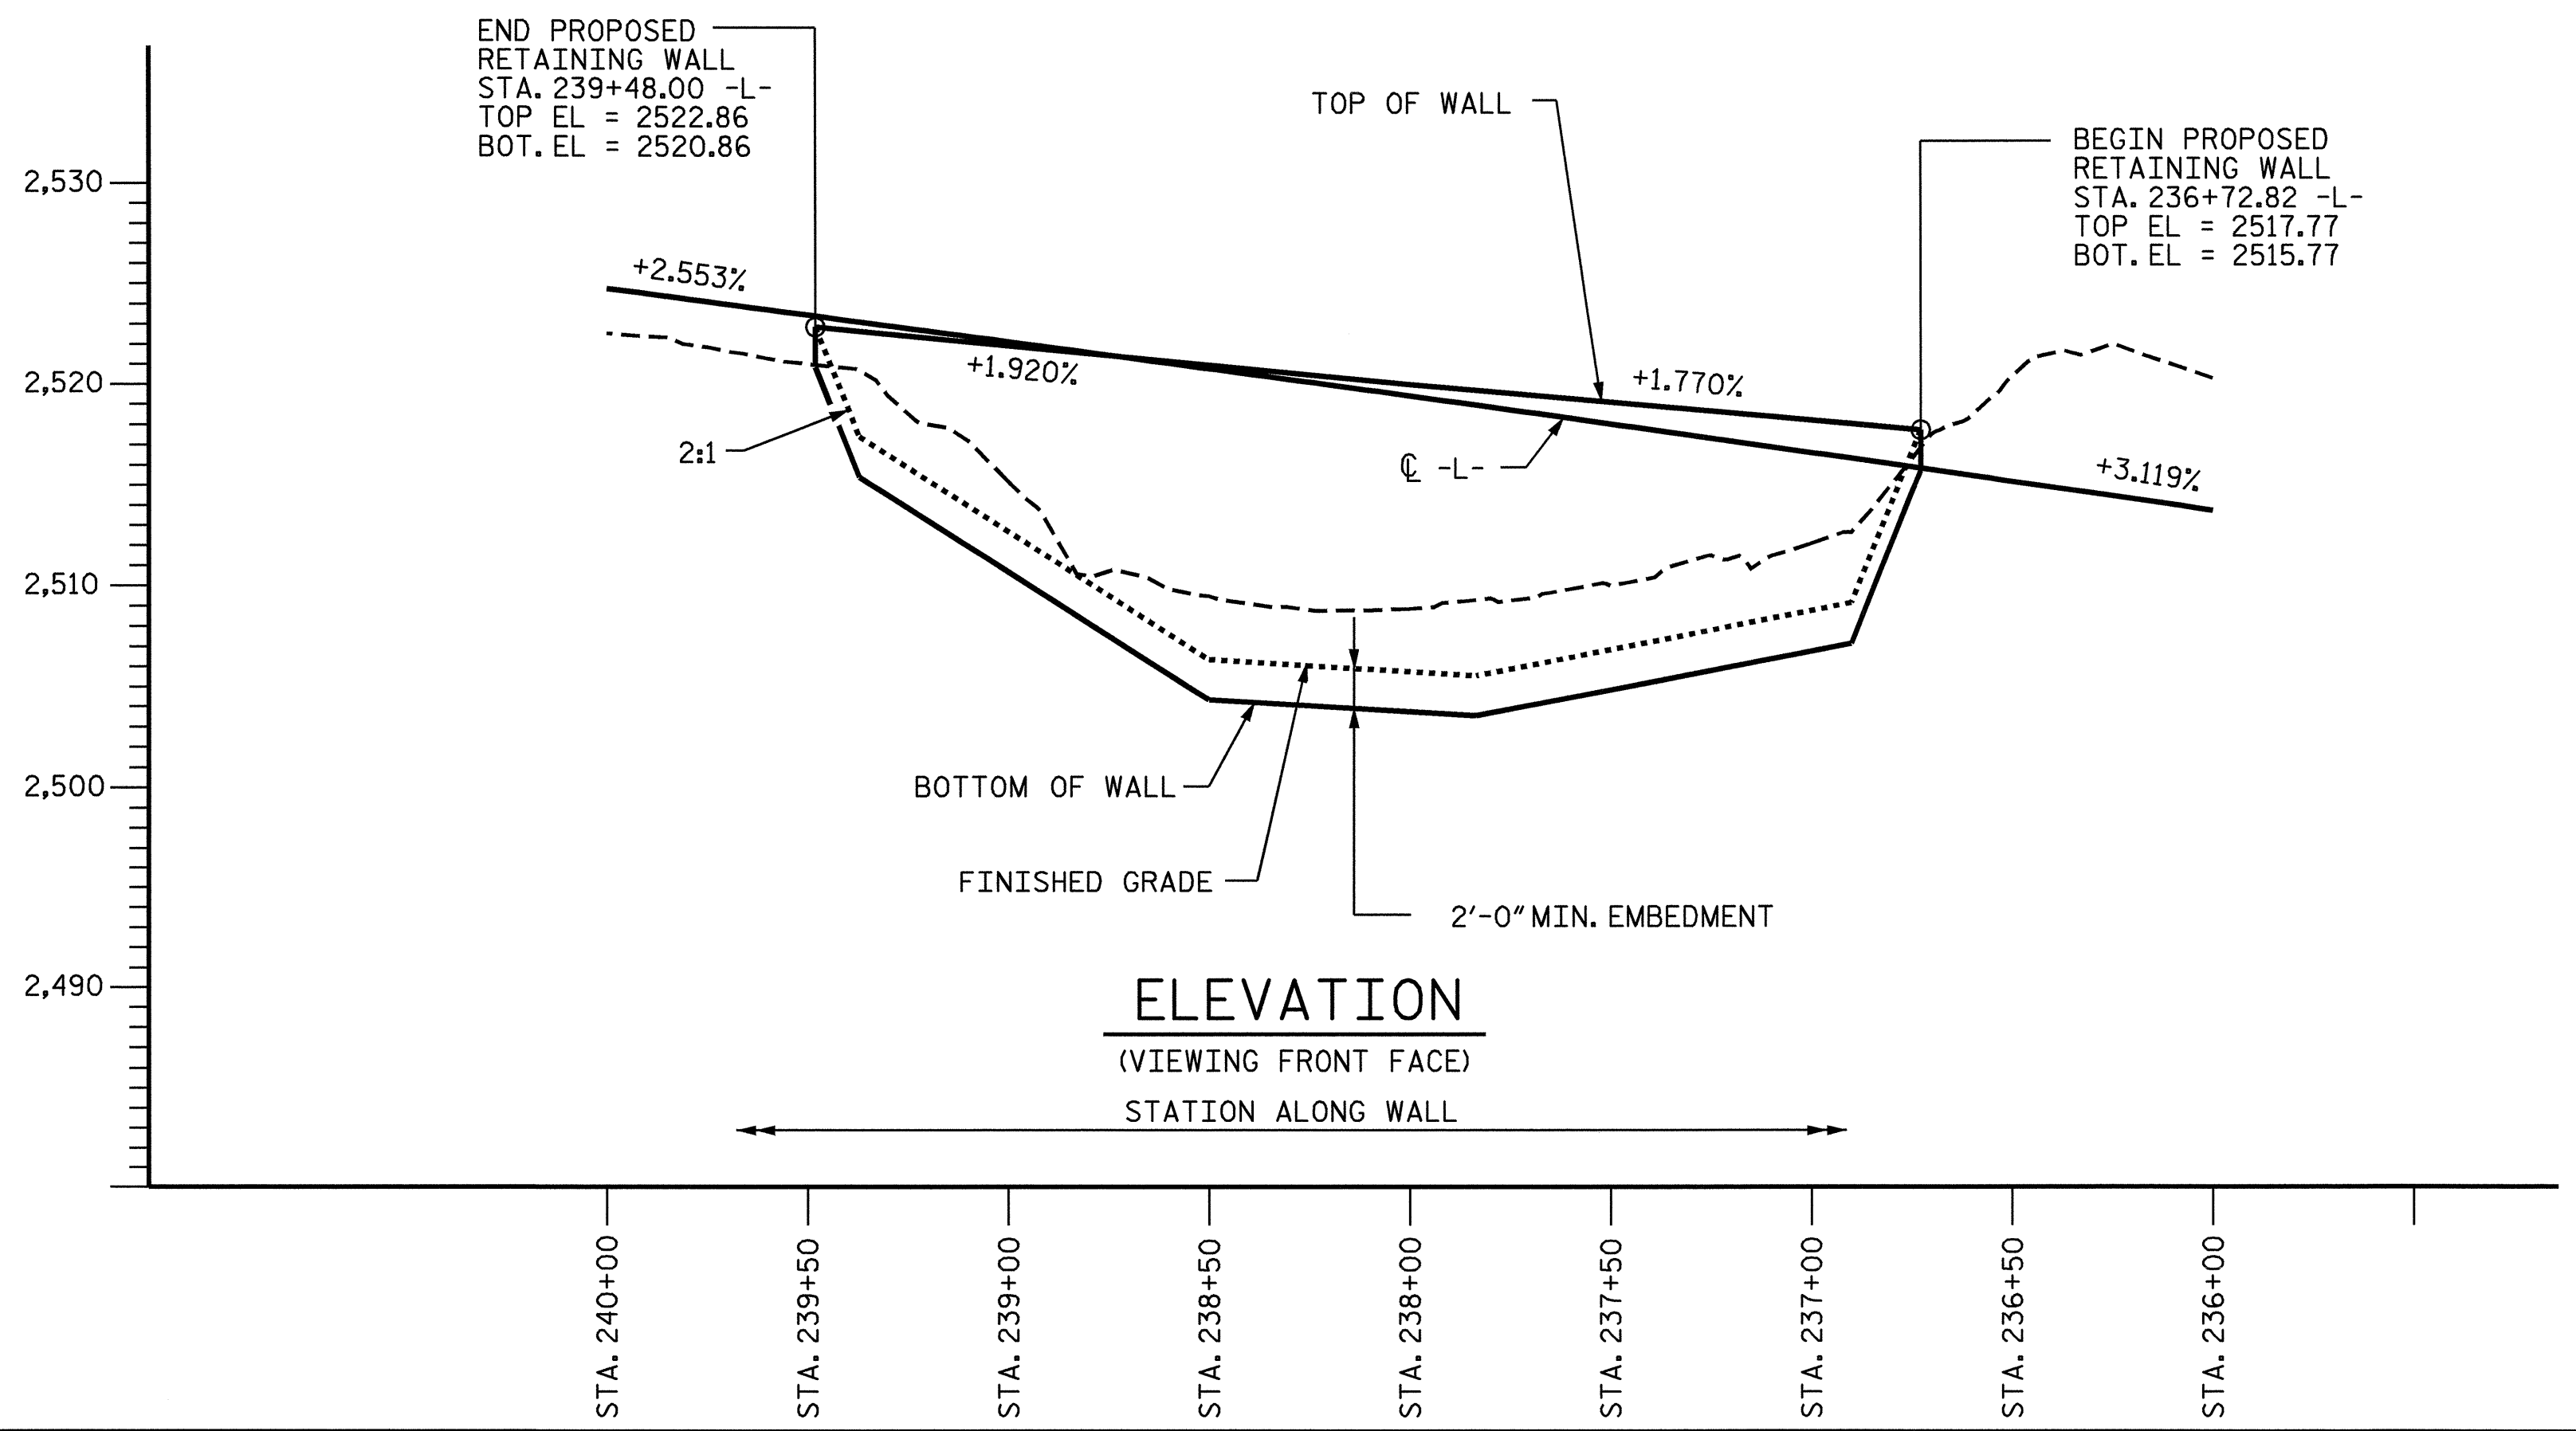 END PROPOSED
RETAINING WALL
STA. 239+48.00 -L-
TOP EL = 2522.86
BOT. EL = 2520.86
TOP OF WALL
BEGIN PROPOSED
RETAINING WALL
STA. 236+72.82 -L-
TOP EL = 2517.77
BOT. EL = 2515.77
2,530
2,520
2,510
2,500
2,490
+2.553%
+1.920%
+1.770%
+3.119%
2:1
℄ -L-
BOTTOM OF WALL
FINISHED GRADE
2'-0" MIN. EMBEDMENT
ELEVATION
(VIEWING FRONT FACE)
STATION ALONG WALL
STA. 240+00
STA. 239+50
STA. 239+00
STA. 238+50
STA. 238+00
STA. 237+50
STA. 237+00
STA. 236+50
STA. 236+00